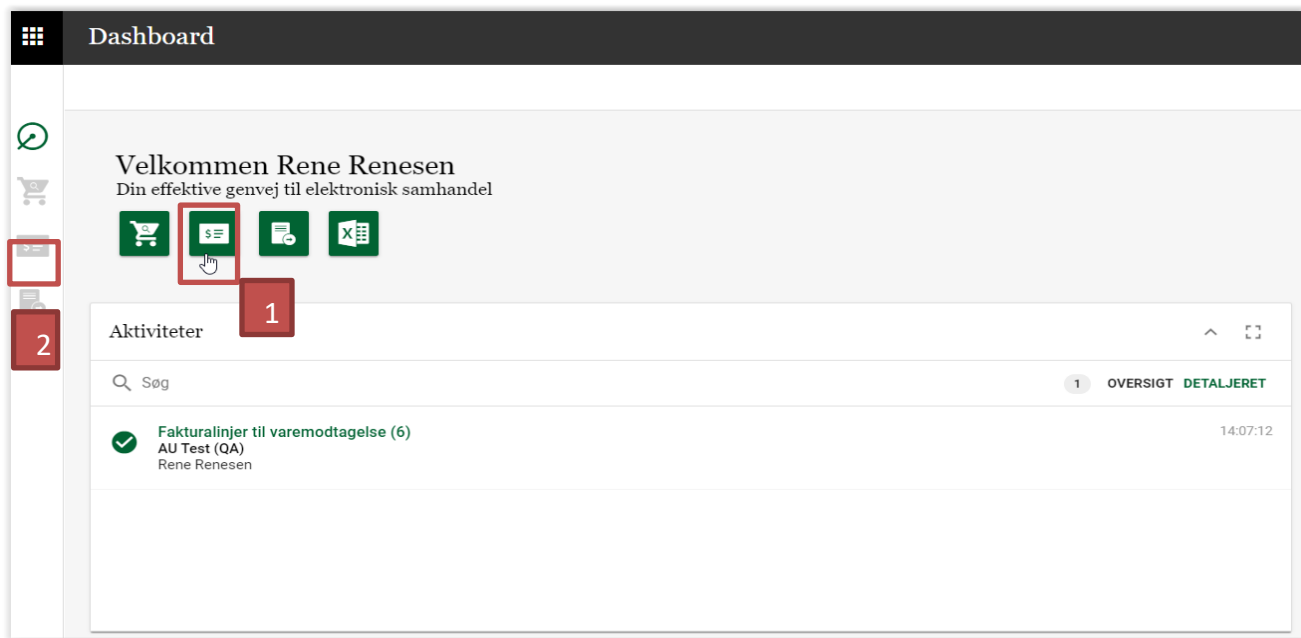 Dashboard
Velkommen Rene Renesen
Din effektive genvej til elektronisk samhandel
1
2
Aktiviteter
Søg
1 OVERSIGT DETALJERET
Fakturalinjer til varemodtagelse (6) 14:07:12
AU Test (QA)
Rene Renesen